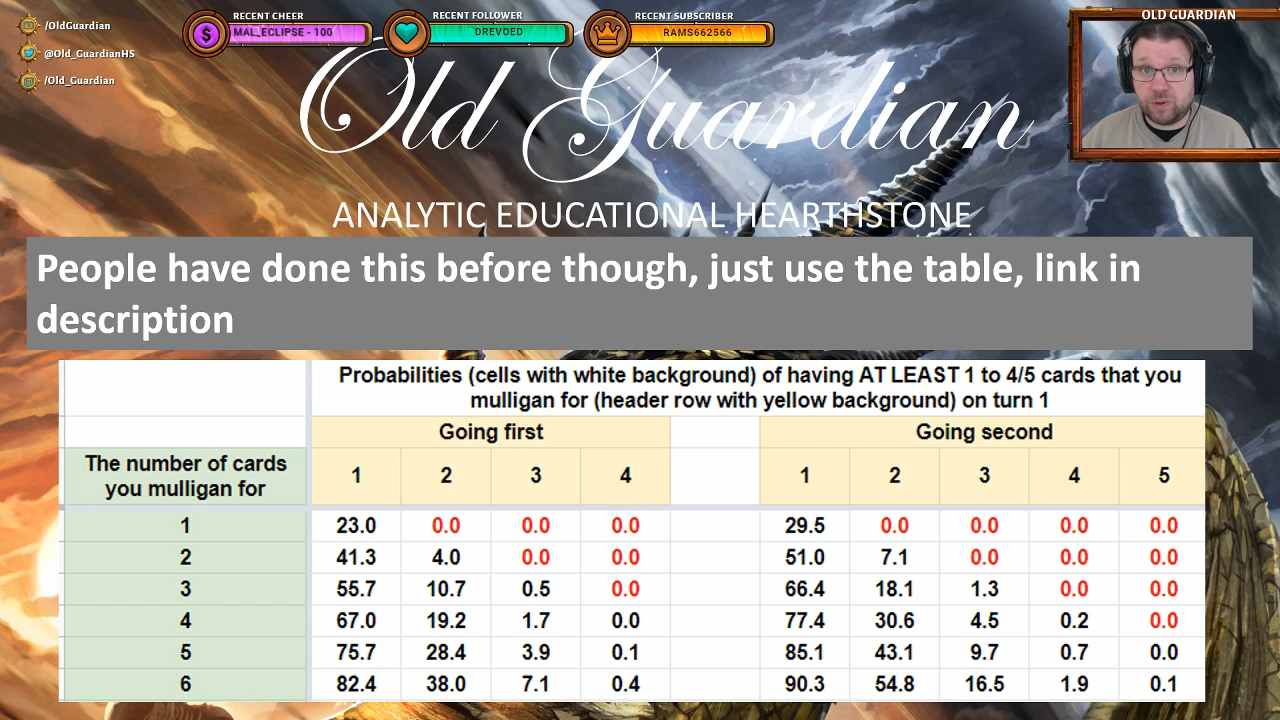 /OldGuardian
@Old_GuardianHS
/Old_Guardian
RECENT CHEER
MAL_ECLIPSE - 100
RECENT FOLLOWER
DREVOED
RECENT SUBSCRIBER
RAMS662566
OLD GUARDIAN
Old Guardian
ANALYTIC EDUCATIONAL HEARTHSTONE
People have done this before though, just use the table, link in
description
Probabilities (cells with white background) of having AT LEAST 1 to 4/5 cards that you
mulligan for (header row with yellow background) on turn 1
Going first Going second
The number of cards
you mulligan for
1 2 3 4 1 2 3 4 5
1 23.0 0.0 0.0 0.0 29.5 0.0 0.0 0.0 0.0
2 41.3 4.0 0.0 0.0 51.0 7.1 0.0 0.0 0.0
3 55.7 10.7 0.5 0.0 66.4 18.1 1.3 0.0 0.0
4 67.0 19.2 1.7 0.0 77.4 30.6 4.5 0.2 0.0
5 75.7 28.4 3.9 0.1 85.1 43.1 9.7 0.7 0.0
6 82.4 38.0 7.1 0.4 90.3 54.8 16.5 1.9 0.1